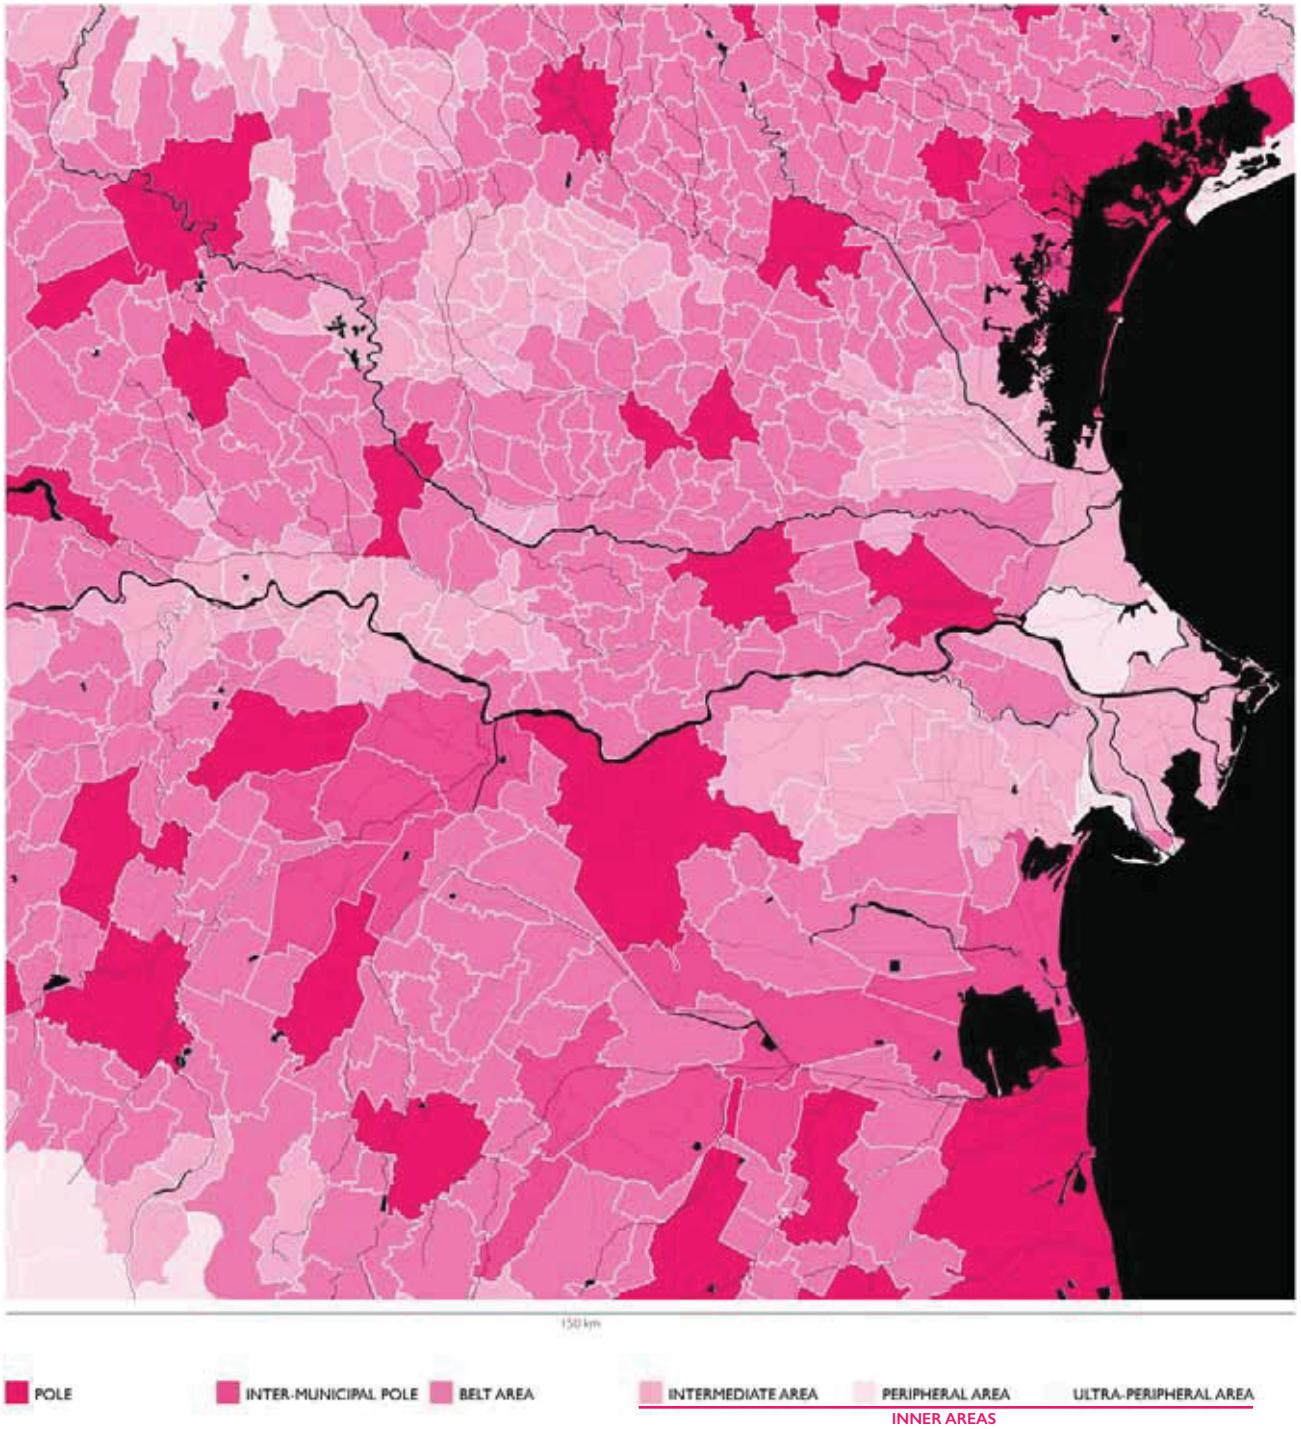 150 km
POLE INTER-MUNICIPAL POLE BELT AREA INTERMEDIATE AREA PERIPHERAL AREA ULTRA-PERIPHERAL AREA
INNER AREAS